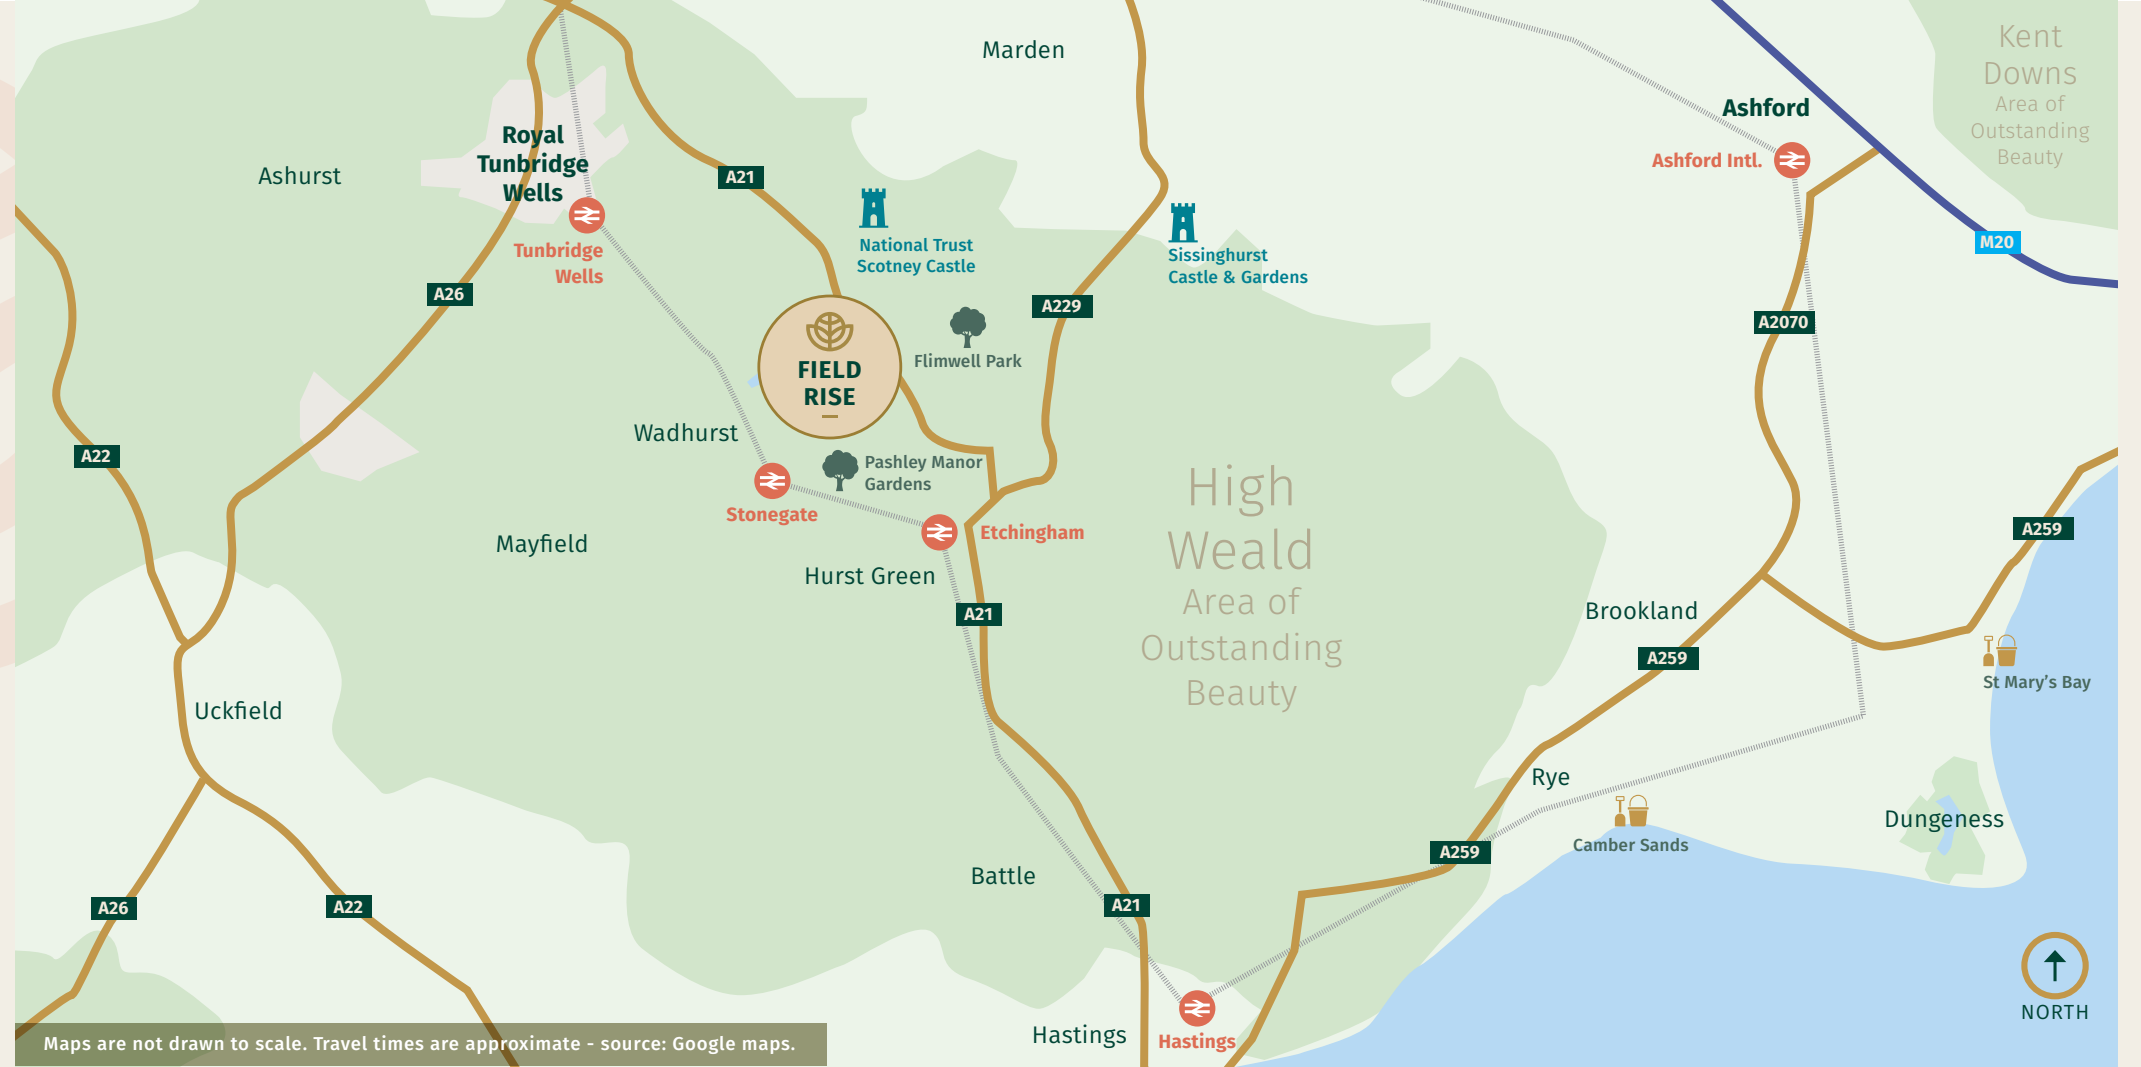 Marden
Kent
Downs
Area of
Outstanding
Beauty
Ashford
Ashford Intl.
Royal
Tunbridge
Wells
Ashurst
A21
Tunbridge
Wells
National Trust
Scotney Castle
Sissinghurst
Castle & Gardens
M20
A26
A229
A2070
FIELD
RISE
Flimwell Park
Wadhurst
A22
Pashley Manor
Gardens
Stonegate
Etchingham
High
Weald
Area of
Outstanding
Beauty
A259
Mayfield
Hurst Green
A21
Brookland
A259
St Mary’s Bay
Uckfield
Rye
Dungeness
Camber Sands
A259
Battle
A26
A22
A21
NORTH
Hastings
Hastings
Maps are not drawn to scale. Travel times are approximate - source: Google maps.